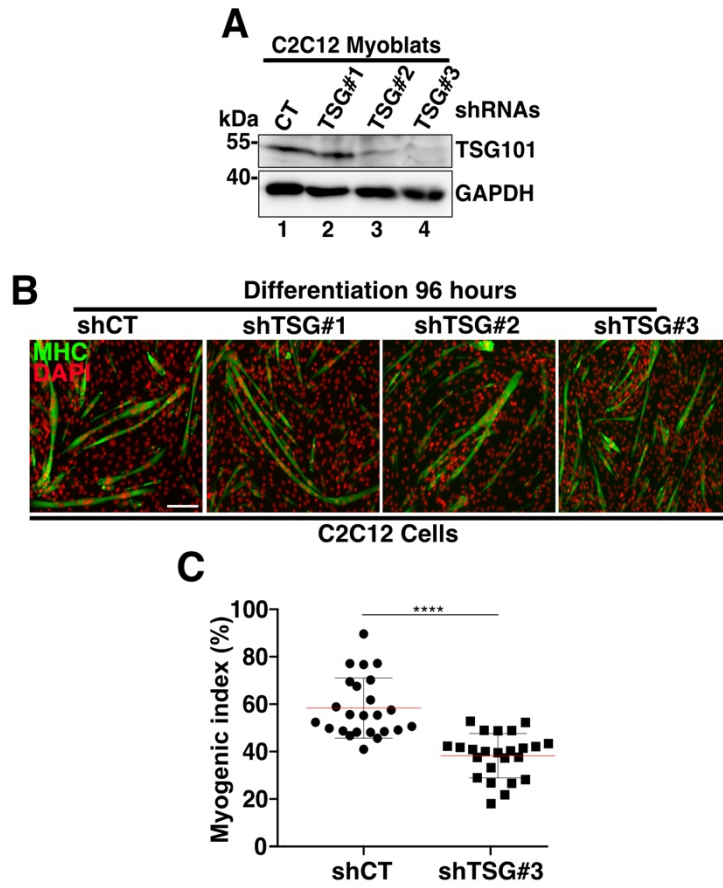 A
C2C12 Myoblats
CT TSG#1 TSG#2 TSG#3 shRNAs
kDa
55-
TSG101
40-
GAPDH
1 2 3 4
B
Differentiation 96 hours
shCT shTSG#1 shTSG#2 shTSG#3
MHC
DAPI
C2C12 Cells
C
****
Myogenic index (%)
100
80
60
40
20
0
shCT shTSG#3